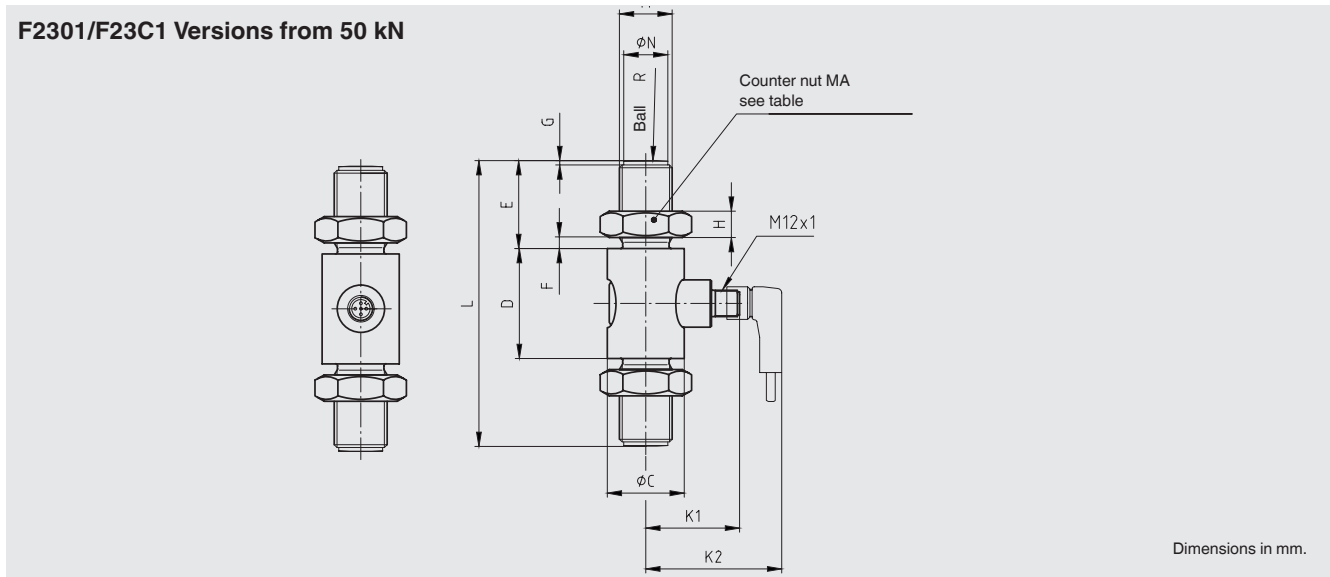 F2301/F23C1 Versions from 50 kN
ØN
R
Ball
G
Counter nut MA
see table
E
H
M12x1
F
L
D
ØC
K1
K2
Dimensions in mm.